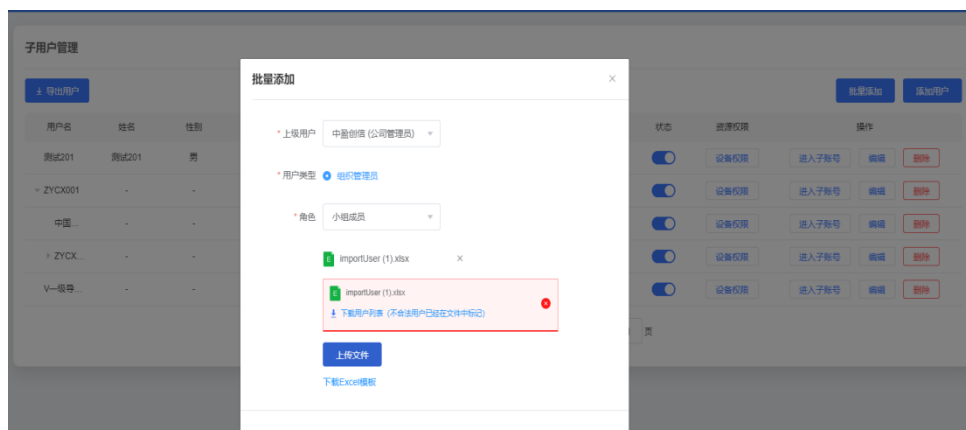 子用户管理
导出用户
批量添加 添加用户
用户名 姓名 性别 状态 资源权限 操作
测试201 测试201 男 设备权限 进入子账号 编辑 删除
ZYCX001 - - 设备权限 进入子账号 编辑 删除
中国... - - 设备权限 进入子账号 编辑 删除
ZYCX... - - 设备权限 进入子账号 编辑 删除
V一级导... - - 设备权限 进入子账号 编辑 删除
页
批量添加 ×
* 上级用户 中盈创信 (公司管理员)
* 用户类型 组织管理员
* 角色 小组成员
E importUser (1).xlsx ×
E importUser (1).xlsx
下载用户列表（不合法用户已经在文件中标记）
上传文件
下载Excel模板